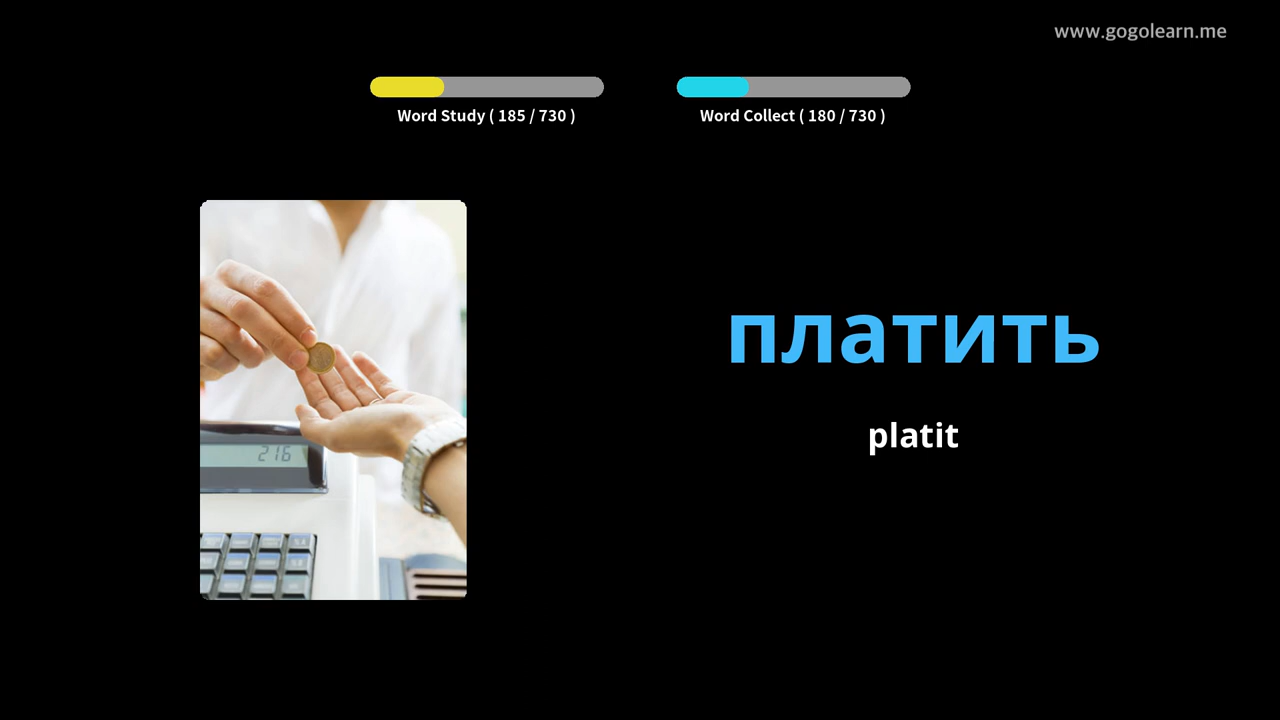 www.gogolearn.me
Word Study ( 185 / 730 )
Word Collect ( 180 / 730 )
платить
platit
216